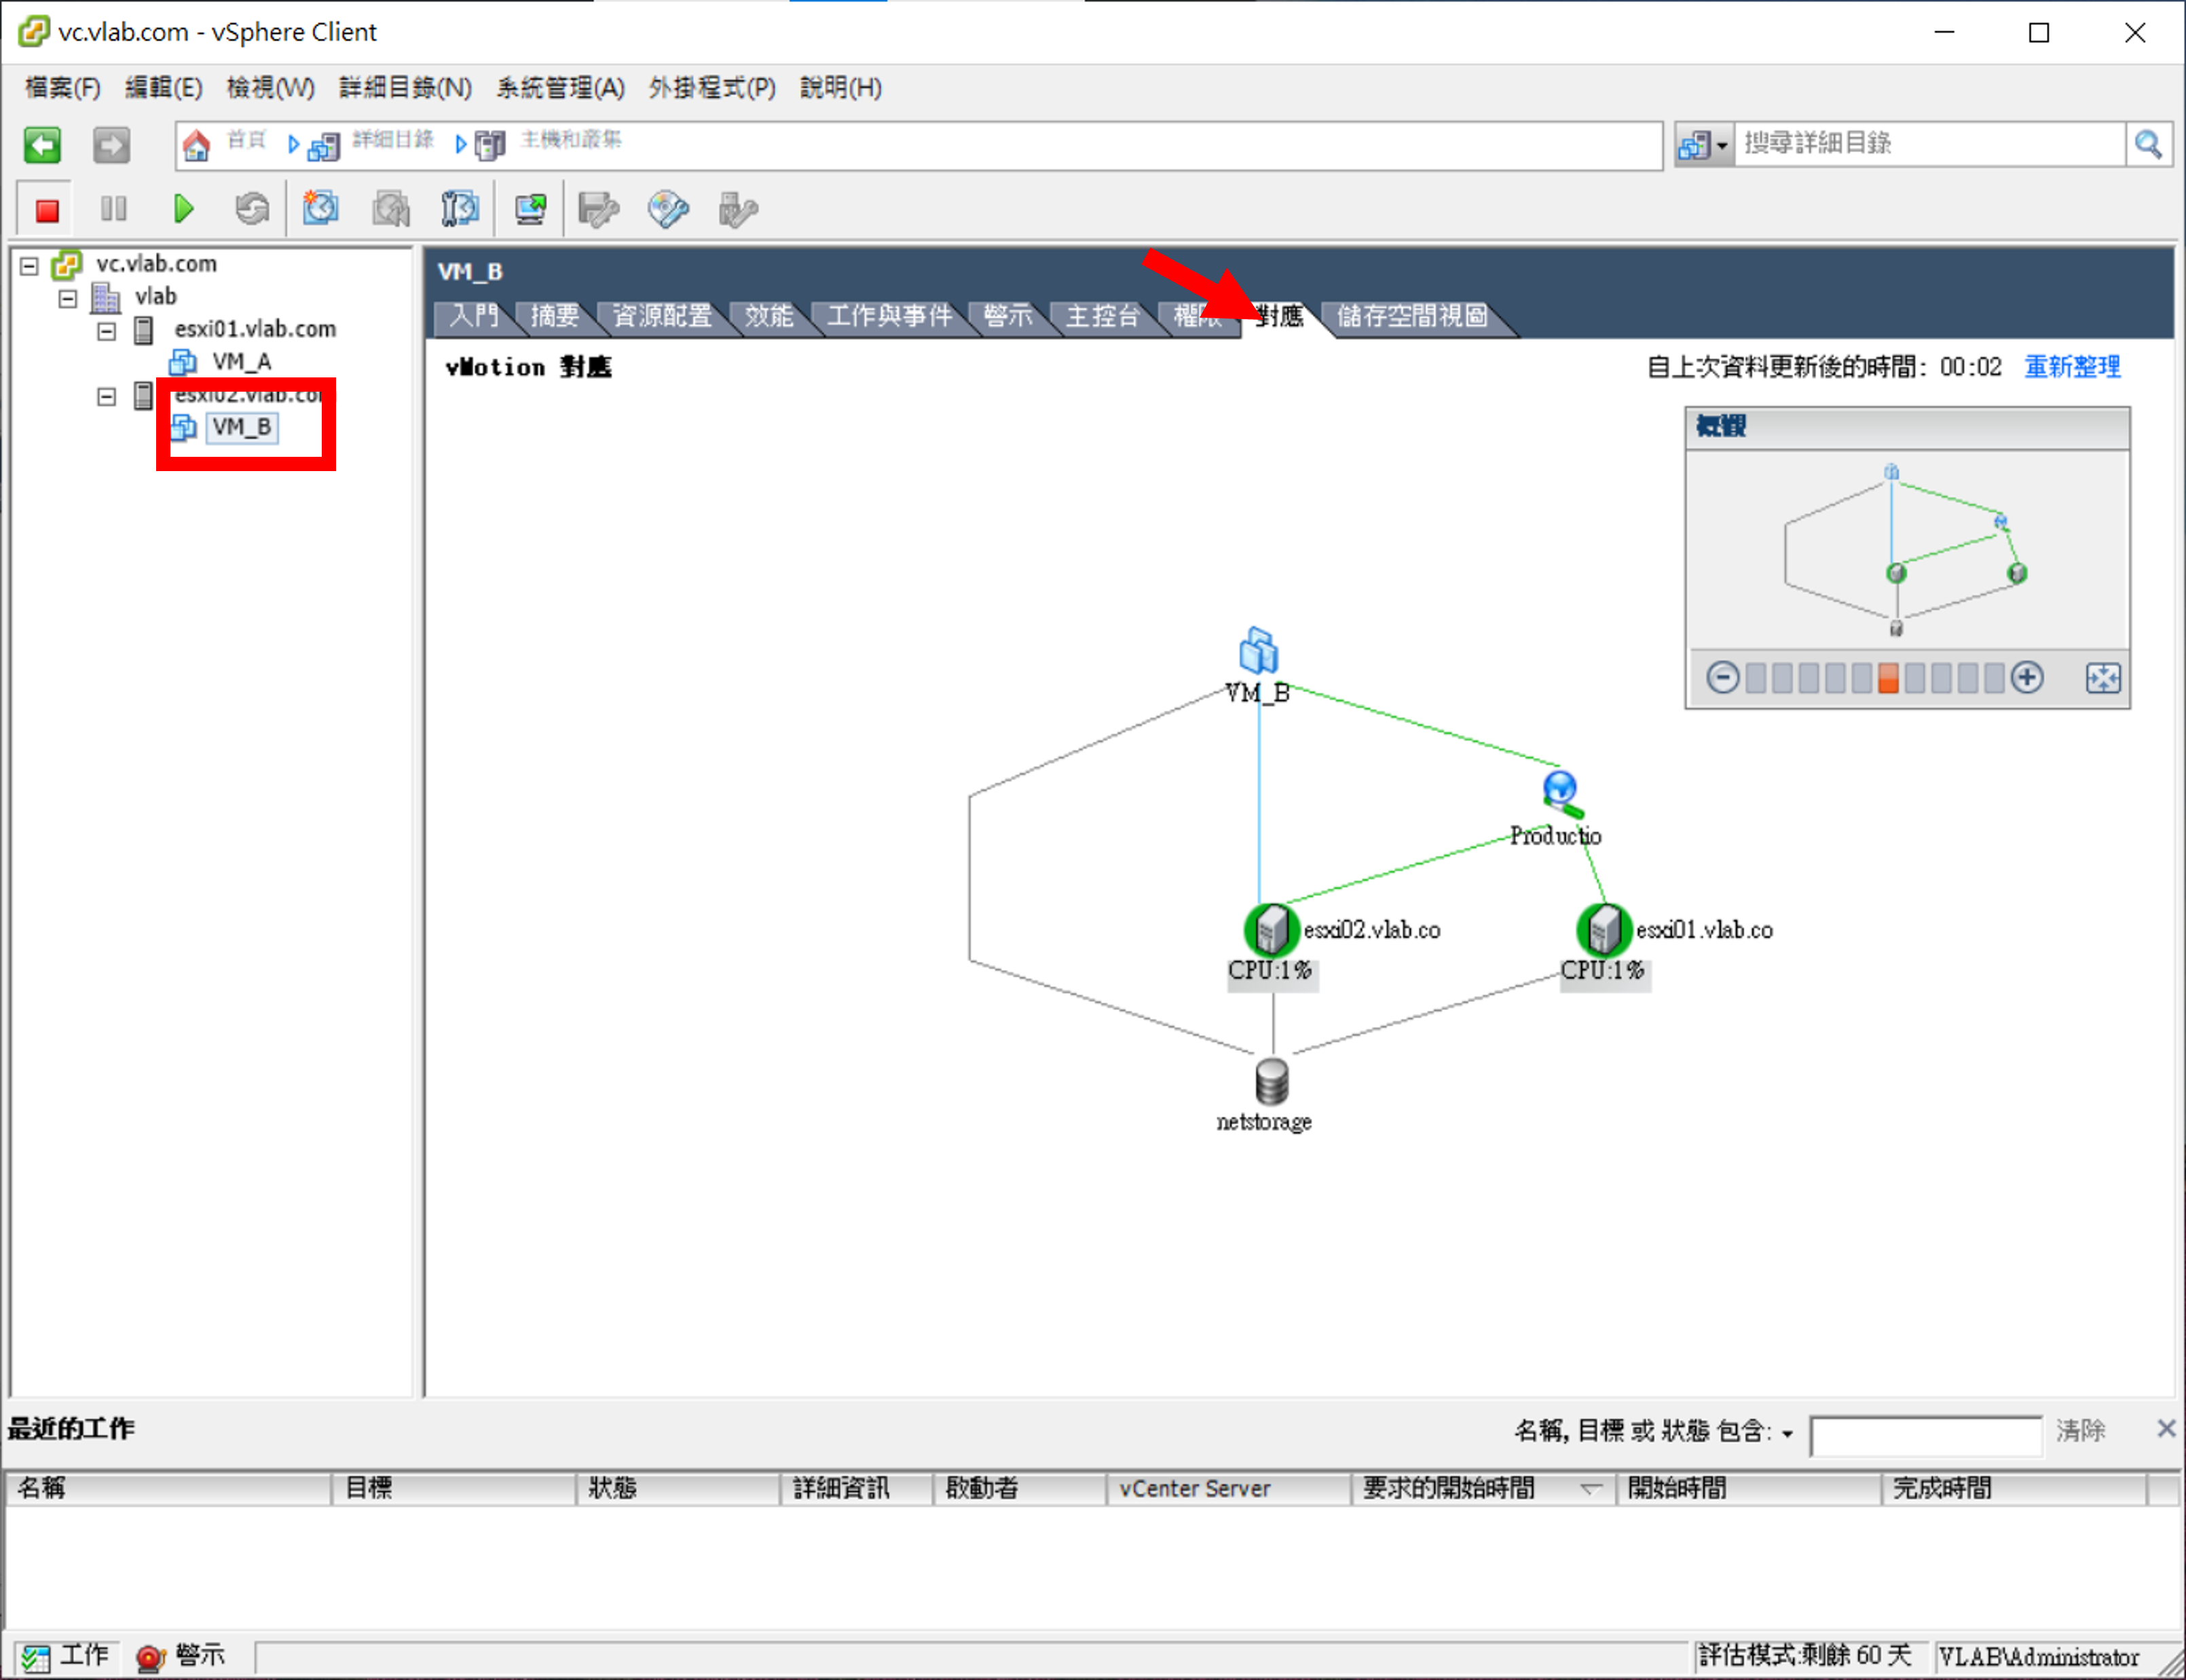 vc.vlab.com - vSphere Client
檔案(F) 編輯(E) 檢視(W) 詳細目錄(N) 系統管理(A) 外掛程式(P) 說明(H)
首頁 詳細目錄 主機和叢集 搜尋詳細目錄
vc.vlab.com
vlab
esxi01.vlab.com
VM_A
esxi02.vlab.com
VM_B
VM_B
入門 摘要 資源配置 效能 工作與事件 警示 主控台 權限 對應 儲存空間視圖
vMotion 對應
自上次資料更新後的時間: 00:02 重新整理
概觀
VM_B
Productio
esxi02.vlab.co
CPU:1%
esxi01.vlab.co
CPU:1%
netstorage
最近的工作
名稱, 目標 或 狀態 包含: 清除
名稱 目標 狀態 詳細資訊 啟動者 vCenter Server 要求的開始時間 開始時間 完成時間
工作 警示
評估模式:剩餘 60 天 VLAB\Administrator